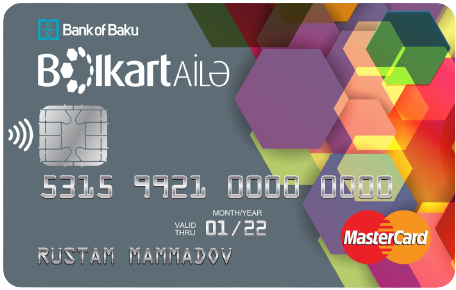 Bank of Baku
BOlkart AİLƏ
5315 9921 0000 0000
MONTH/YEAR
VALID THRU 01/22
RUSTAM MAMMADOV
MasterCard